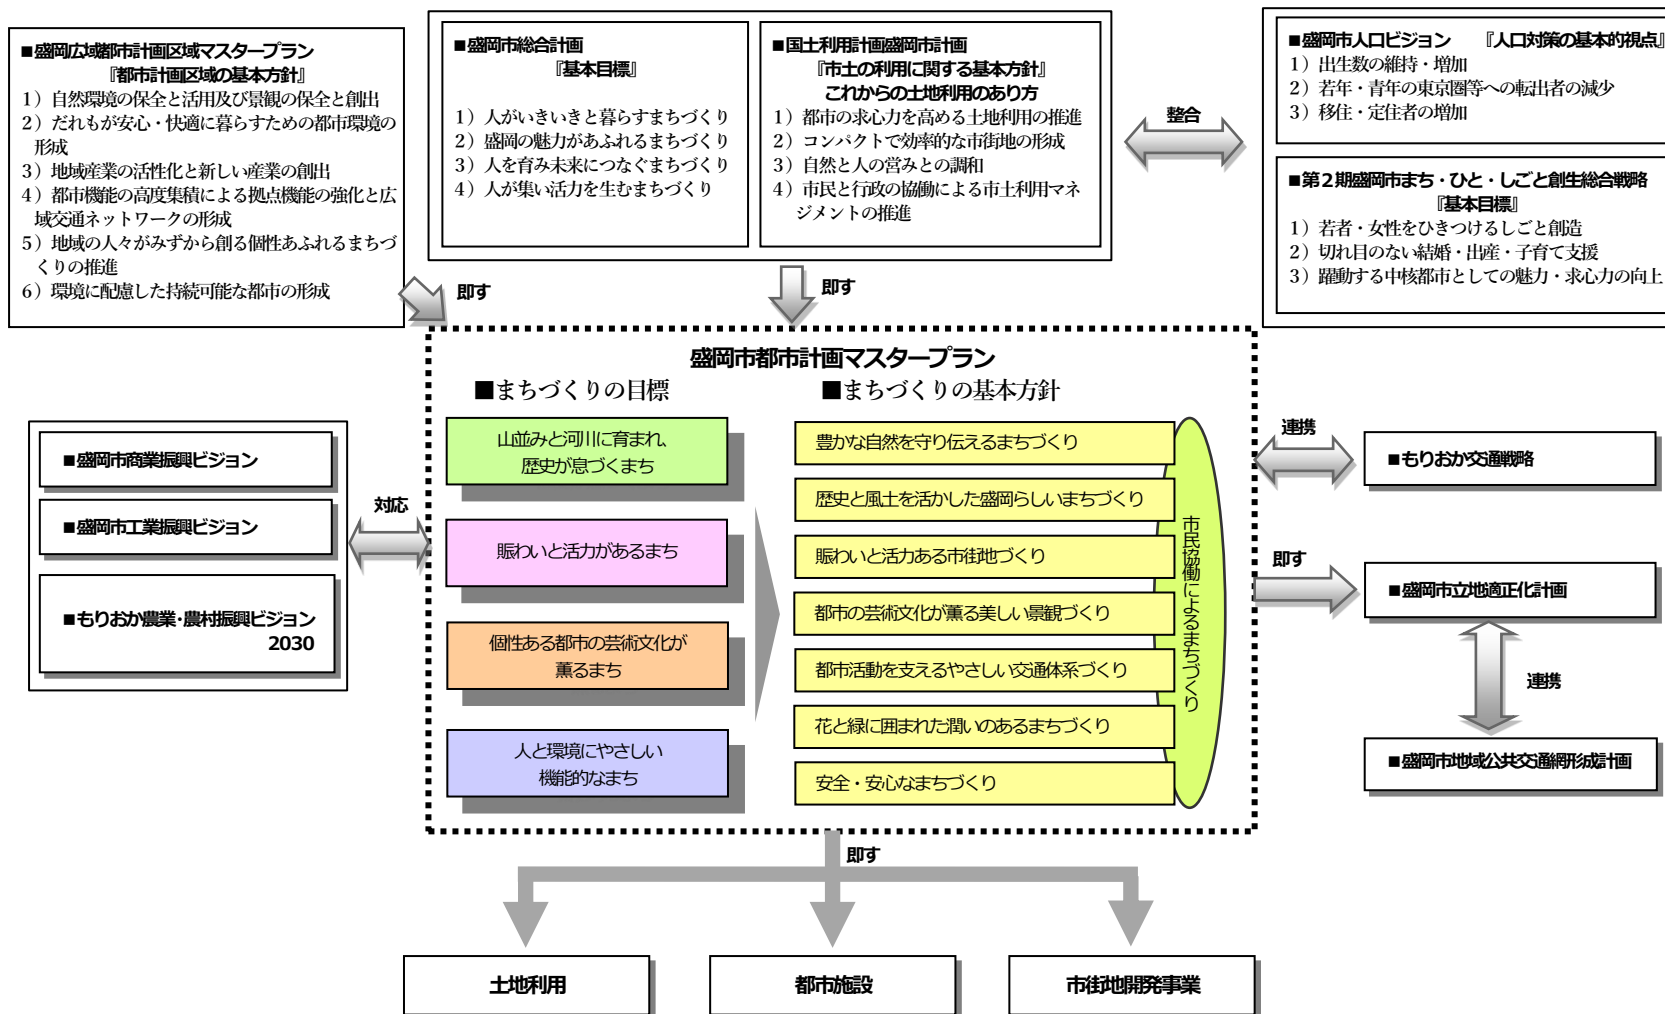 ■盛岡広域都市計画区域マスタープラン
『都市計画区域の基本方針』
1）自然環境の保全と活用及び景観の保全と創出
2）だれもが安心・快適に暮らすための都市環境の
形成
3）地域産業の活性化と新しい産業の創出
4）都市機能の高度集積による拠点機能の強化と広
域交通ネットワークの形成
5）地域の人々がみずから創る個性あふれるまちづ
くりの推進
6）環境に配慮した持続可能な都市の形成
■盛岡市総合計画
『基本目標』
1）人がいきいきと暮らすまちづくり
2）盛岡の魅力があふれるまちづくり
3）人を育み未来につなぐまちづくり
4）人が集い活力を生むまちづくり
■国土利用計画盛岡市計画
『市土の利用に関する基本方針』
これからの土地利用のあり方
1）都市の求心力を高める土地利用の推進
2）コンパクトで効率的な市街地の形成
3）自然と人の営みとの調和
4）市民と行政の協働による市土利用マネ
ジメントの推進
整合
■盛岡市人口ビジョン　『人口対策の基本的視点』
1）出生数の維持・増加
2）若年・青年の東京圏等への転出者の減少
3）移住・定住者の増加
■第２期盛岡市まち・ひと・しごと創生総合戦略
『基本目標』
1）若者・女性をひきつけるしごと創造
2）切れ目のない結婚・出産・子育て支援
3）躍動する中核都市としての魅力・求心力の向上
即す
即す
盛岡市都市計画マスタープラン
■まちづくりの目標
山並みと河川に育まれ、
歴史が息づくまち
賑わいと活力があるまち
個性ある都市の芸術文化が
薫るまち
人と環境にやさしい
機能的なまち
■まちづくりの基本方針
豊かな自然を守り伝えるまちづくり
歴史と風土を活かした盛岡らしいまちづくり
賑わいと活力ある市街地づくり
都市の芸術文化が薫る美しい景観づくり
都市活動を支えるやさしい交通体系づくり
花と緑に囲まれた潤いのあるまちづくり
安全・安心なまちづくり
市民協働によるまちづくり
■盛岡市商業振興ビジョン
■盛岡市工業振興ビジョン
■もりおか農業・農村振興ビジョン
2030
対応
連携
■もりおか交通戦略
即す
■盛岡市立地適正化計画
連携
■盛岡市地域公共交通網形成計画
即す
土地利用
都市施設
市街地開発事業